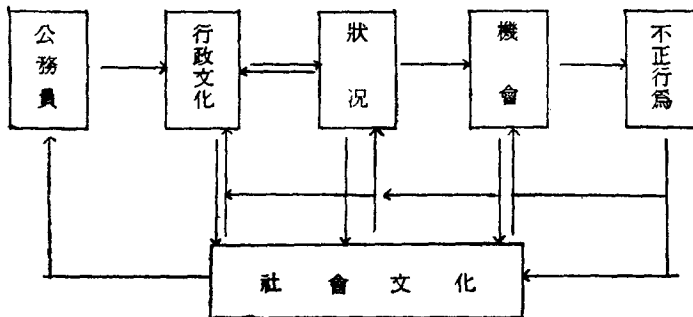 公務員
行政文化
狀況
機會
不正行爲
社會文化